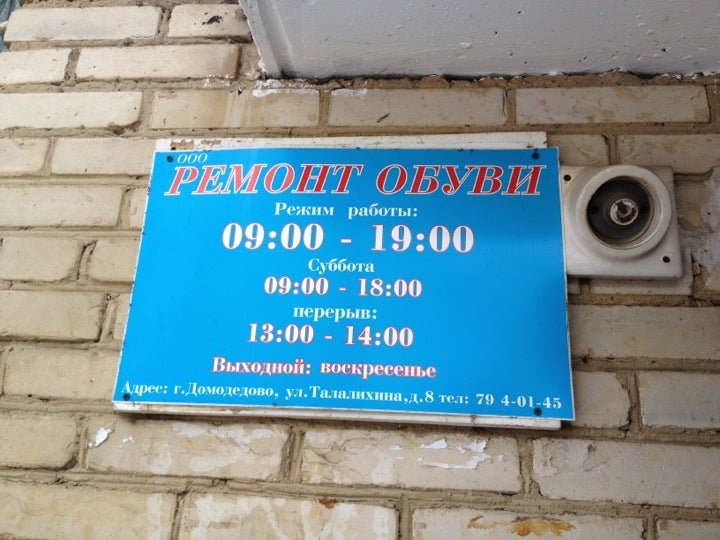 ООО
РЕМОНТ ОБУВИ
Режим работы:
09:00 - 19:00
Суббота
09:00 - 18:00
перерыв:
13:00 - 14:00
Выходной: воскресенье
Адрес: г.Домодедово, ул.Талалихина,д.8 тел: 79 4-01-45